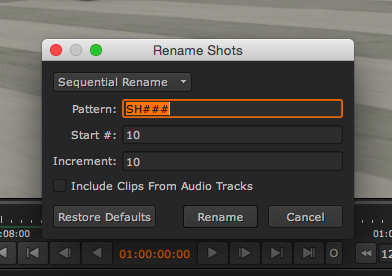 Rename Shots
Sequential Rename
Pattern: SH###
Start #: 10
Increment: 10
Include Clips From Audio Tracks
Restore Defaults Rename Cancel
:08:00
01:00:00:00